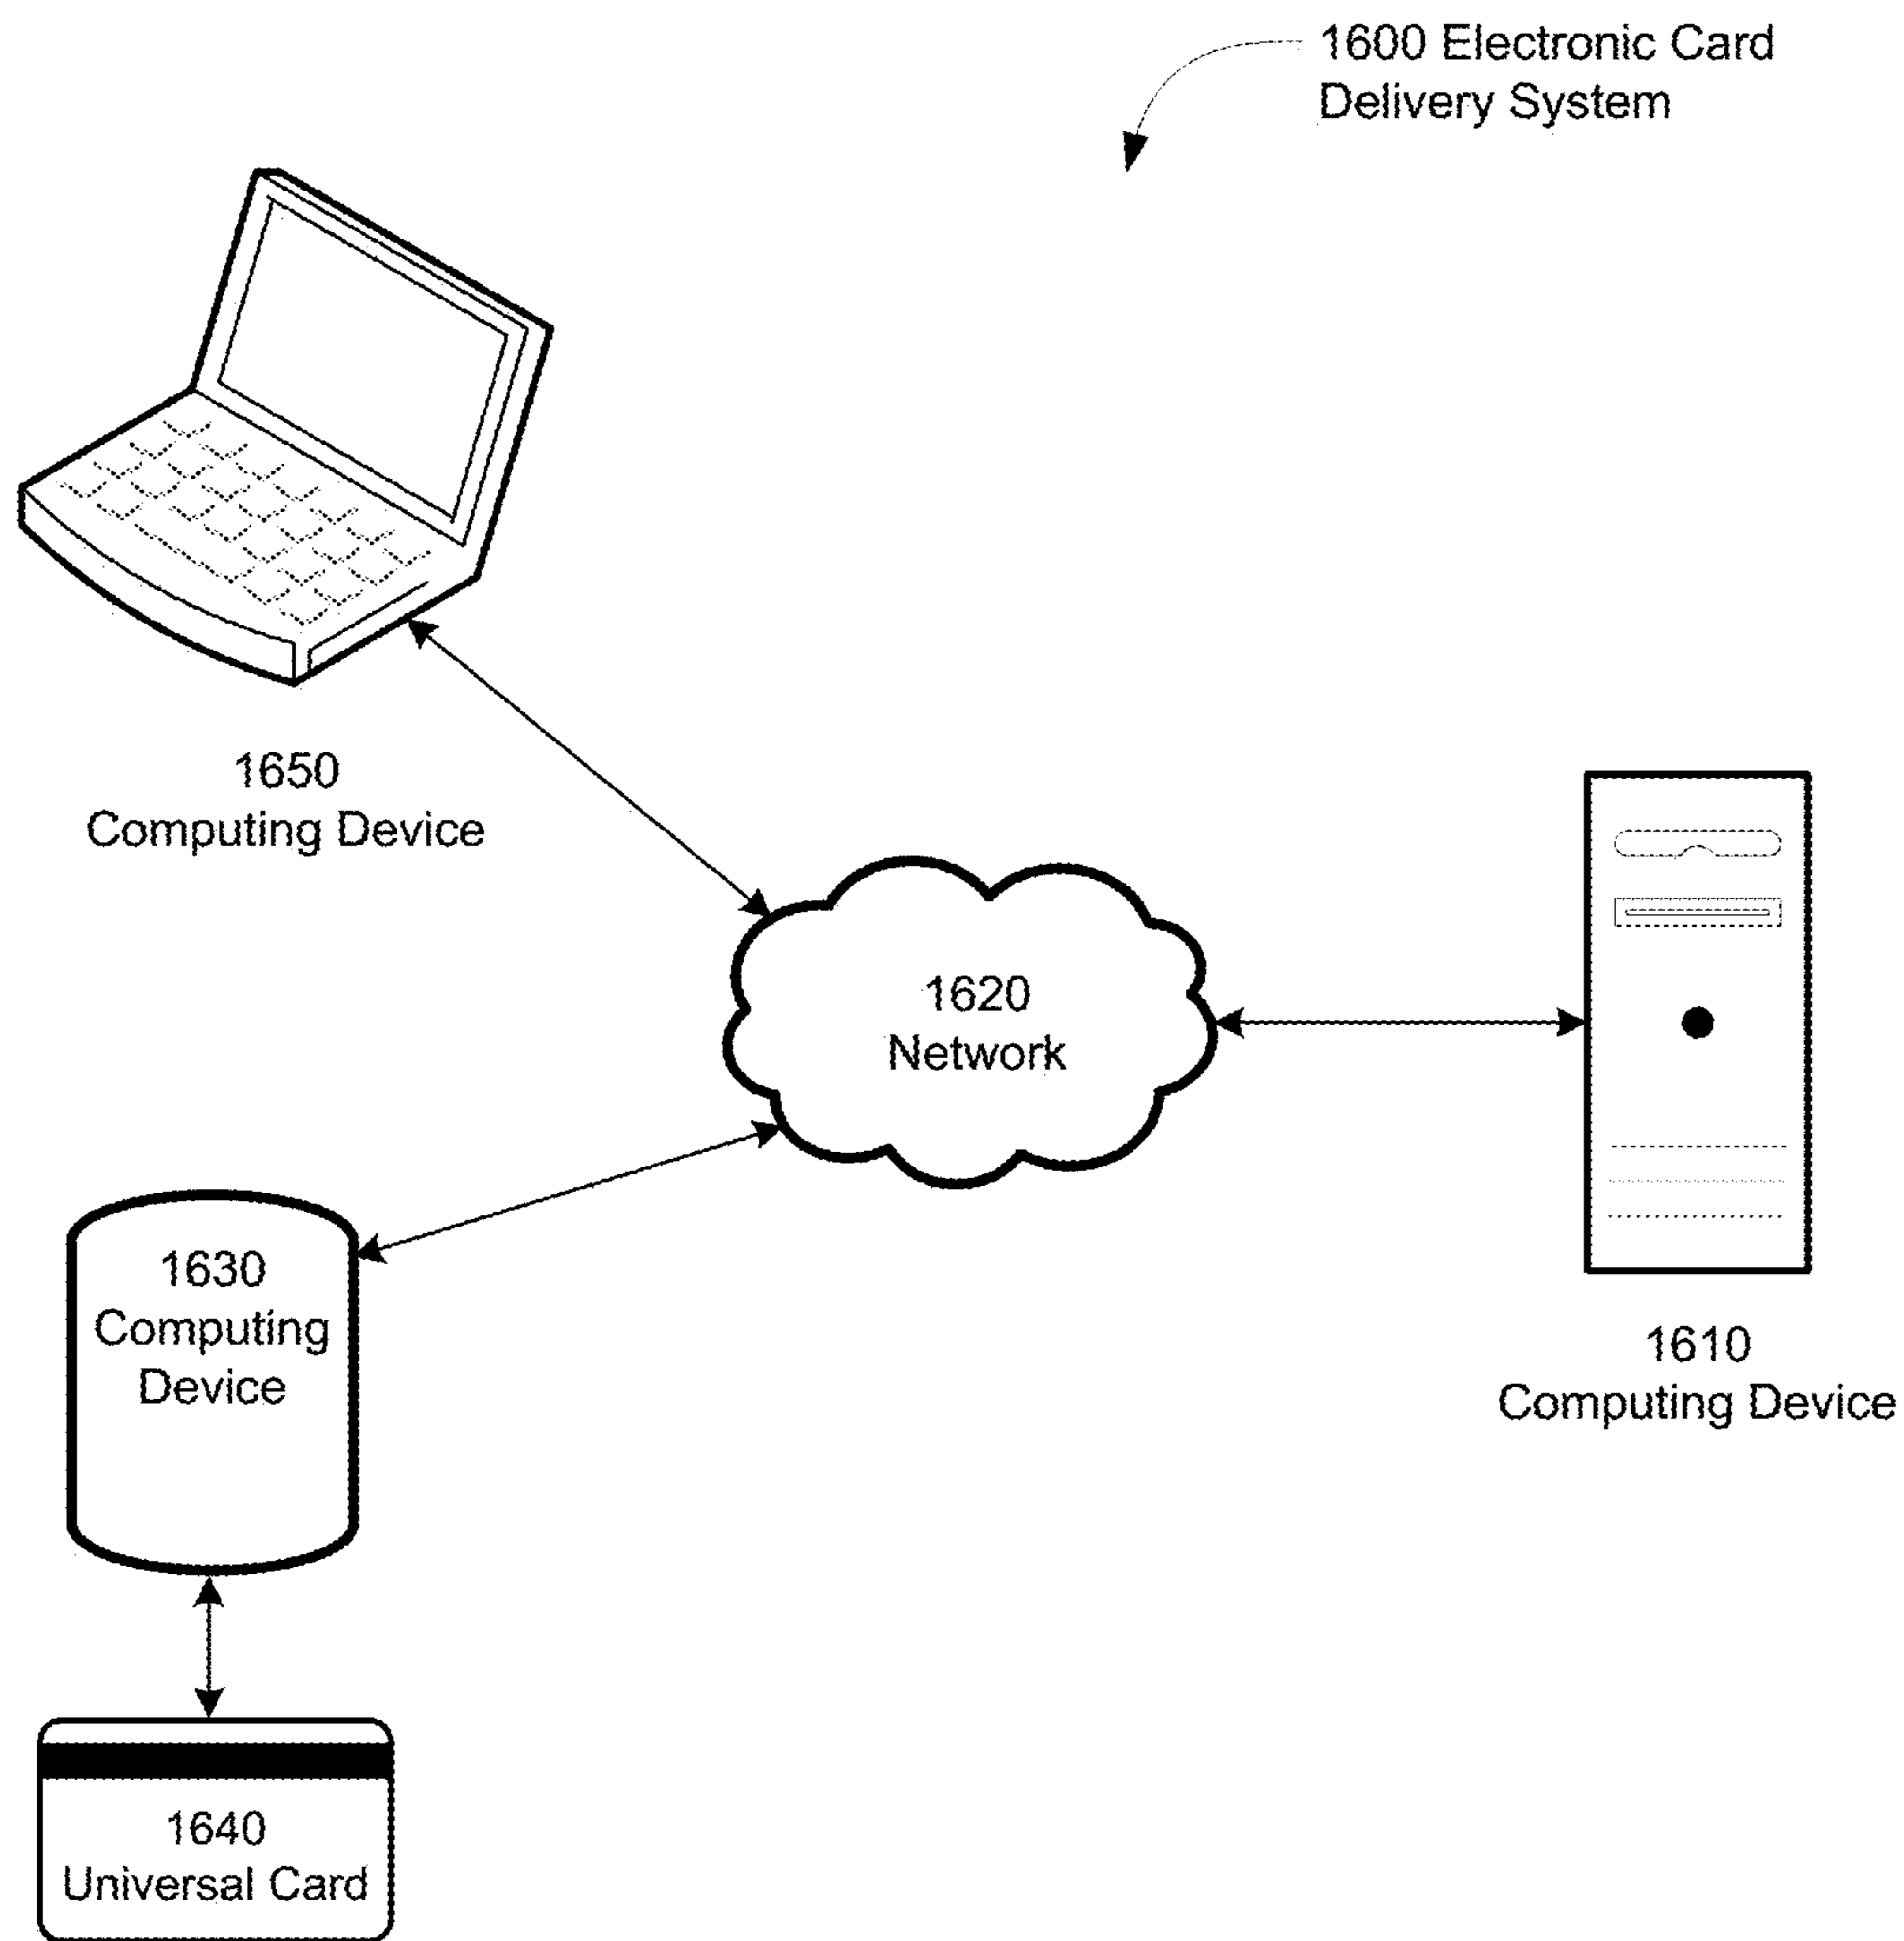 1600 Electronic Card
Delivery System
1650
Computing Device
1620
Network
1630
Computing
Device
1610
Computing Device
1640
Universal Card